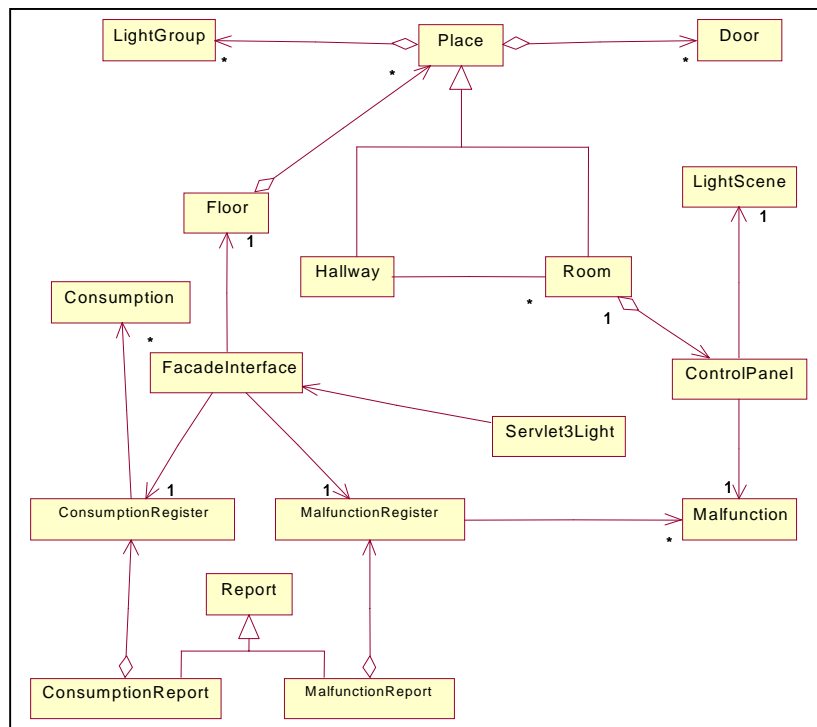 LightGroup
Place
Door
*
*
*
LightScene
Floor
1
1
Hallway
Room
Consumption
*
1
*
FacadeInterface
ControlPanel
Servlet3Light
1
1
1
ConsumptionRegister
MalfunctionRegister
Malfunction
*
Report
ConsumptionReport
MalfunctionReport